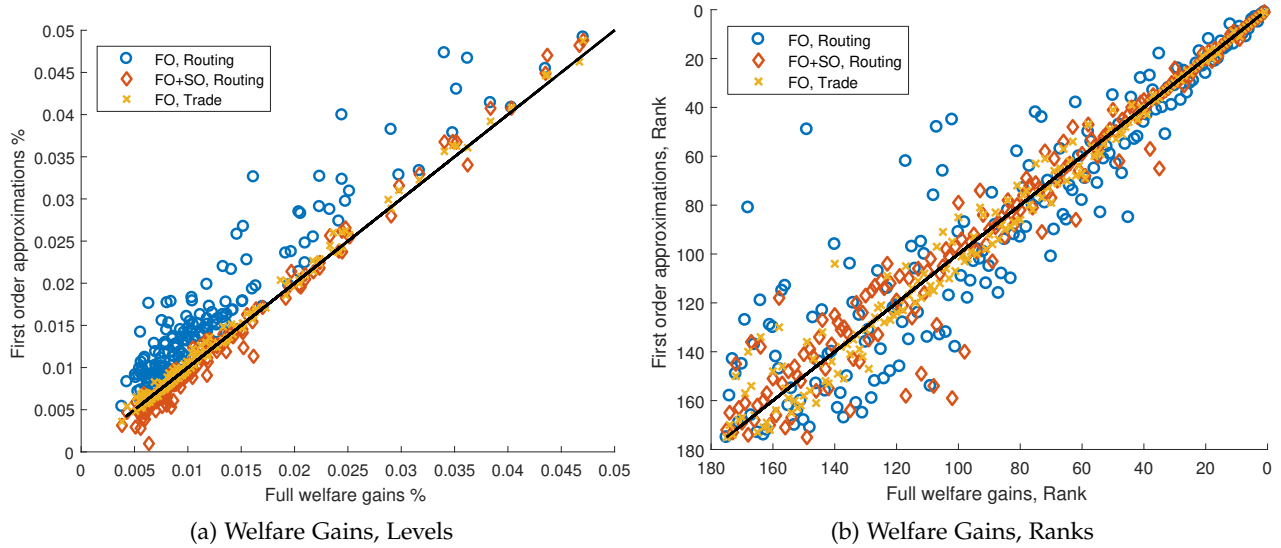 0.05
0.045
0.04
0.035
0.03
0.025
0.02
0.015
0.01
0.005
0
First order approximations %
FO, Routing
FO+SO, Routing
FO, Trade
0 0.005 0.01 0.015 0.02 0.025 0.03 0.035 0.04 0.045 0.05
Full welfare gains %
(a) Welfare Gains, Levels
0
20
40
60
80
100
120
140
160
180
First order approximations, Rank
FO, Routing
FO+SO, Routing
FO, Trade
180 160 140 120 100 80 60 40 20 0
Full welfare gains, Rank
(b) Welfare Gains, Ranks